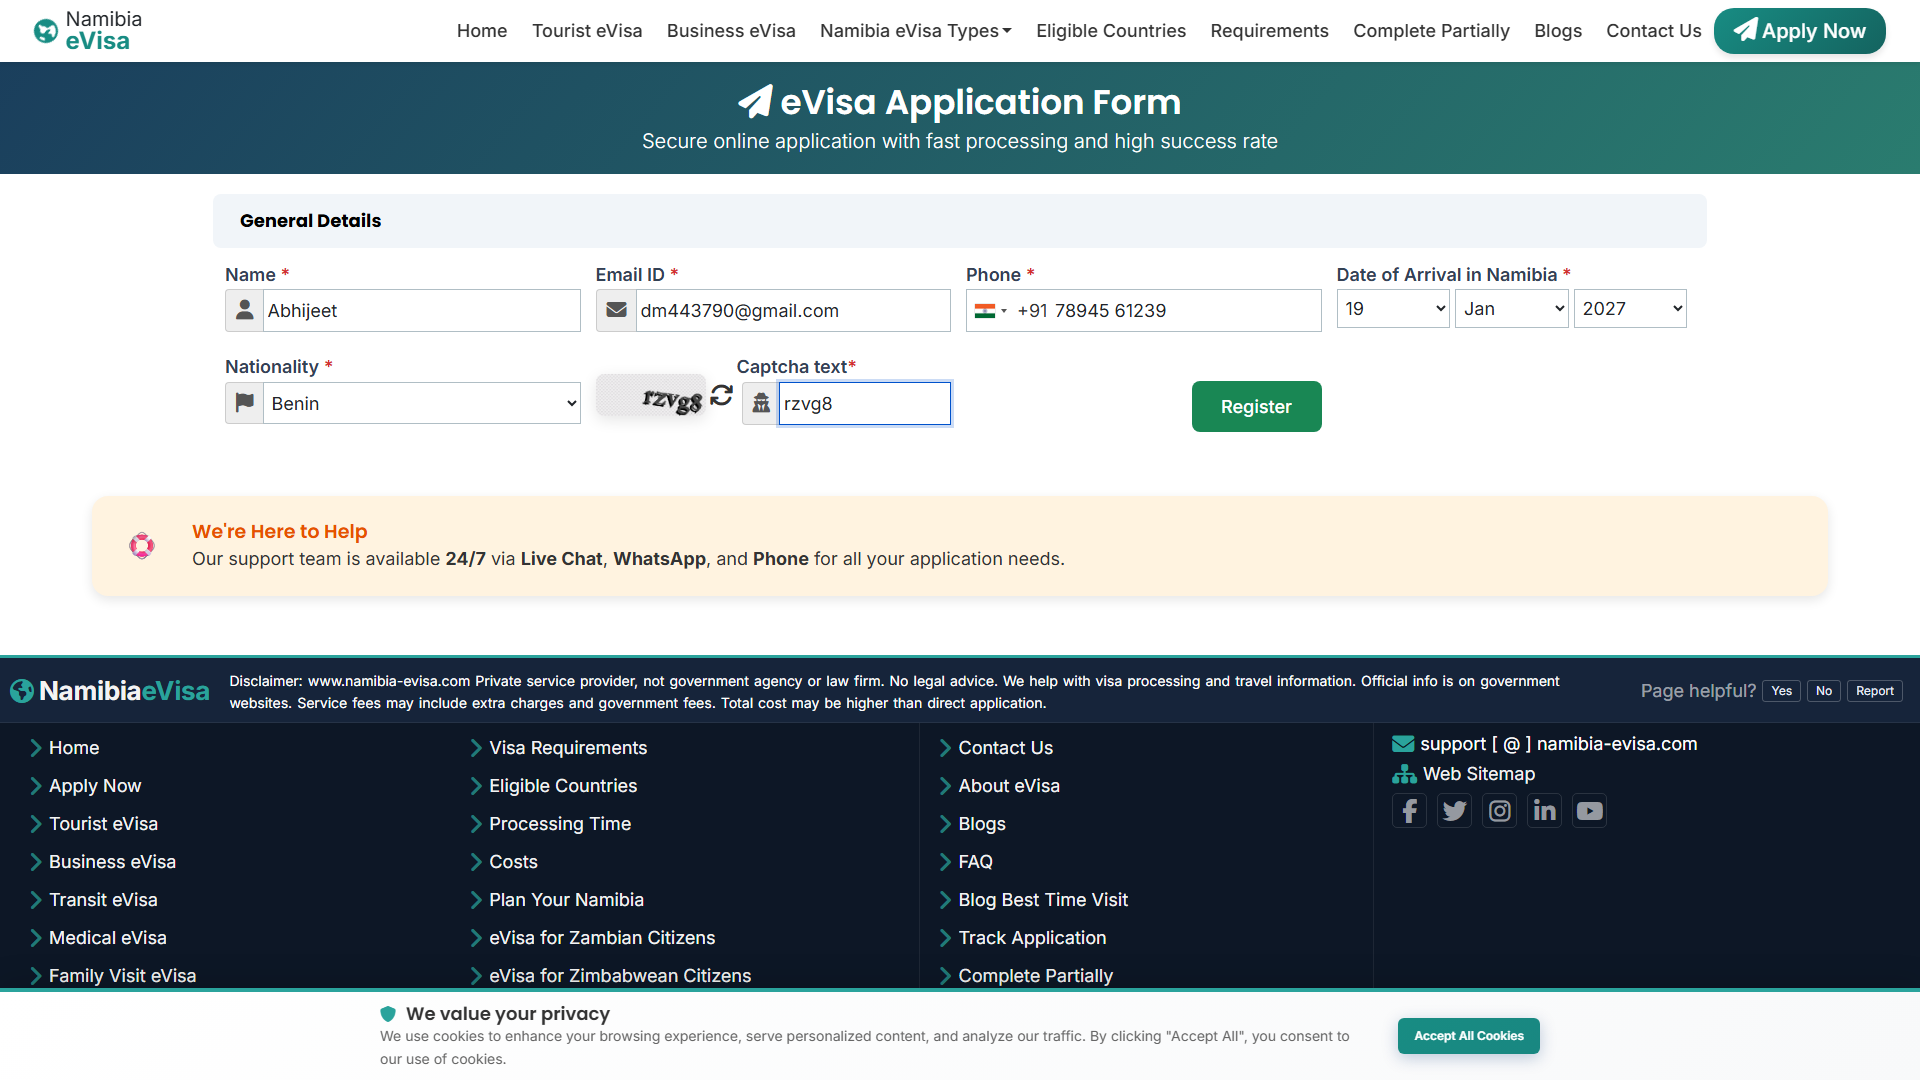 Namibia
eVisa
Home
Tourist eVisa
Business eVisa
Namibia eVisa Types
Eligible Countries
Requirements
Complete Partially
Blogs
Contact Us
Apply Now
eVisa Application Form
Secure online application with fast processing and high success rate
General Details
Name *
Email ID *
Phone *
Date of Arrival in Namibia *
Abhijeet
dm443790@gmail.com
+91 78945 61239
19
Jan
2027
Nationality *
Captcha text*
Benin
rzvg8
rzvg8
Register
We're Here to Help
Our support team is available 24/7 via Live Chat, WhatsApp, and Phone for all your application needs.
NamibiaeVisa
Disclaimer: www.namibia-evisa.com Private service provider, not government agency or law firm. No legal advice. We help with visa processing and travel information. Official info is on government
websites. Service fees may include extra charges and government fees. Total cost may be higher than direct application.
Page helpful?
Yes
No
Report
Home
Apply Now
Tourist eVisa
Business eVisa
Transit eVisa
Medical eVisa
Family Visit eVisa
Visa Requirements
Eligible Countries
Processing Time
Costs
Plan Your Namibia
eVisa for Zambian Citizens
eVisa for Zimbabwean Citizens
Contact Us
About eVisa
Blogs
FAQ
Blog Best Time Visit
Track Application
Complete Partially
support [ @ ] namibia-evisa.com
Web Sitemap
We value your privacy
We use cookies to enhance your browsing experience, serve personalized content, and analyze our traffic. By clicking "Accept All", you consent to
our use of cookies.
Accept All Cookies